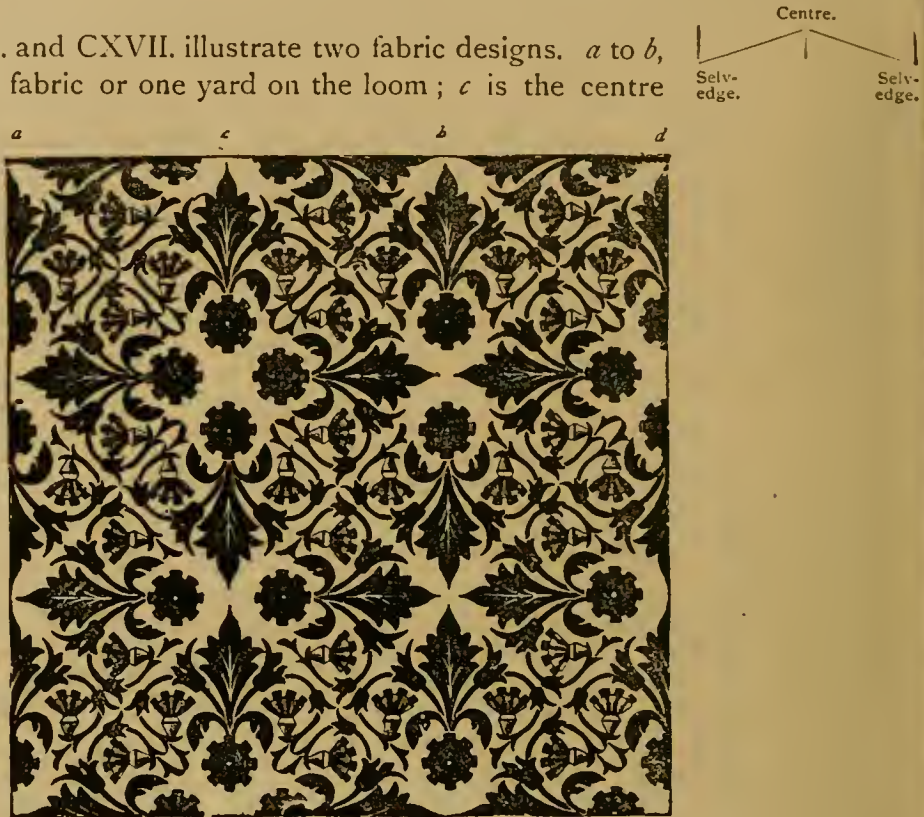 . and CXVII. illustrate two fabric designs. a to b,
fabric or one yard on the loom ; c is the centre
Centre.
Selv-
edge.
Selv-
edge.
a c b d